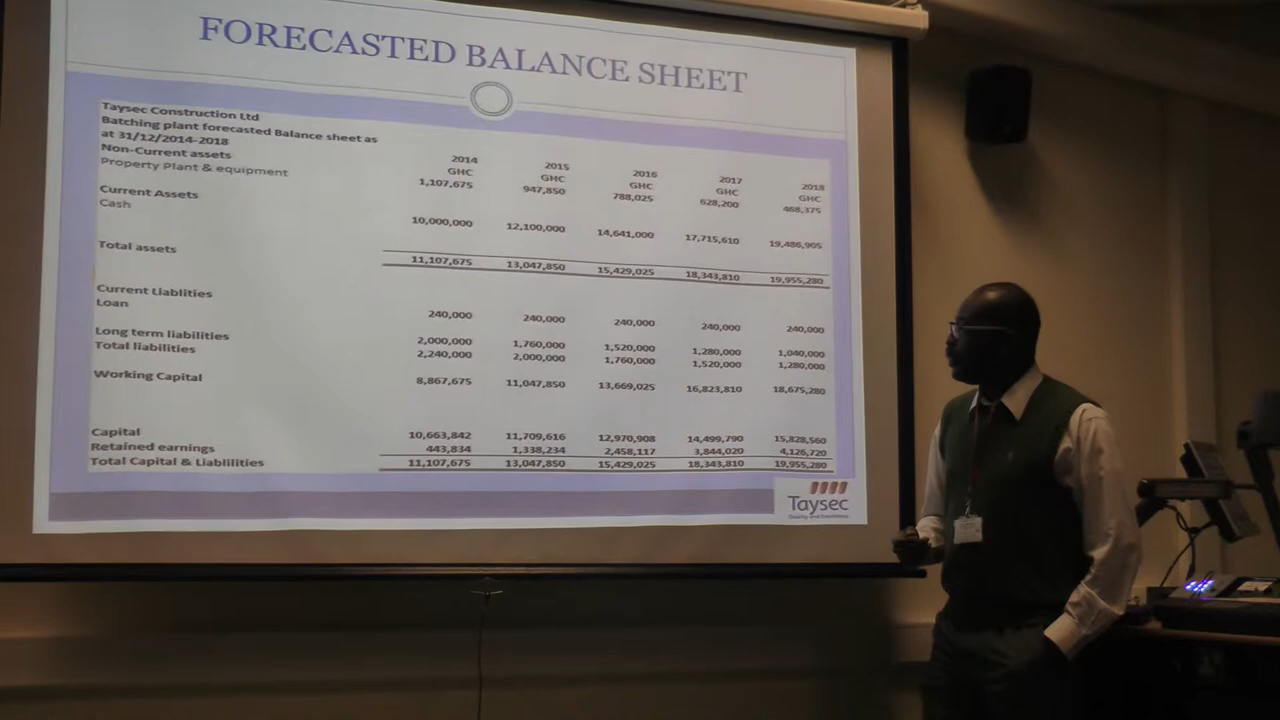 FORECASTED BALANCE SHEET
Taysec Construction Ltd
Batching plant forecasted Balance sheet as
at 31/12/2014-2018
Non-Current assets 2014 2015 2016 2017 2018
GHC GHC GHC GHC GHC
Property Plant & equipment 1,107,675 947,850 788,025 628,200 468,375
Current Assets
Cash 10,000,000 12,100,000 14,641,000 17,715,610 19,486,905
Total assets 11,107,675 13,047,850 15,429,025 18,343,810 19,955,280
Current Liablities
Loan 240,000 240,000 240,000 240,000 240,000
Long term liabilities 2,000,000 1,760,000 1,520,000 1,280,000 1,040,000
Total liabilities 2,240,000 2,000,000 1,760,000 1,520,000 1,280,000
Working Capital 8,867,675 11,047,850 13,669,025 16,823,810 18,675,280
Capital 10,663,842 11,709,616 12,970,908 14,499,790 15,828,560
Retained earnings 443,834 1,338,234 2,458,117 3,844,020 4,126,720
Total Capital & Liablilities 11,107,675 13,047,850 15,429,025 18,343,810 19,955,280
Taysec
Quality and Excellence